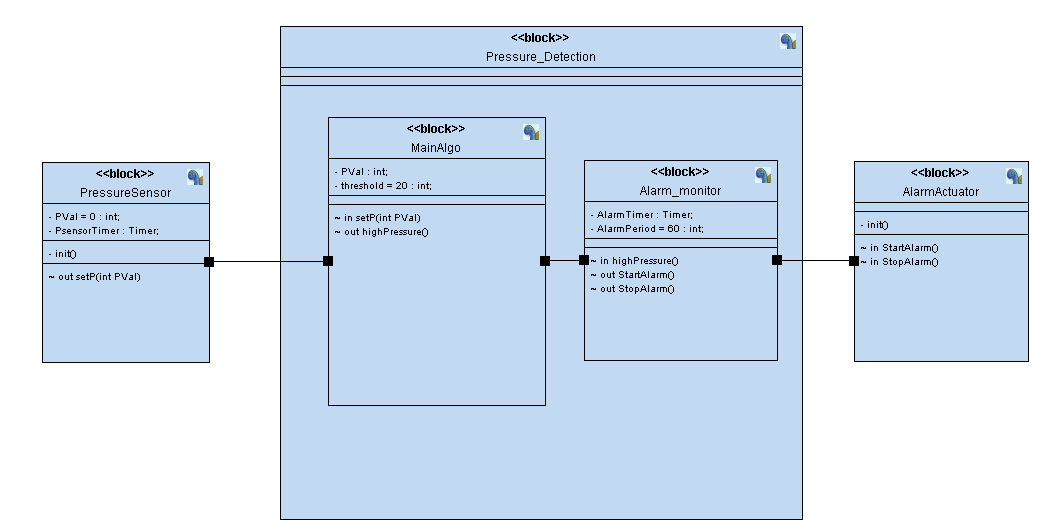 <<block>>
Pressure_Detection
<<block>>
PressureSensor
- PVal = 0 : int;
- PsensorTimer : Timer;
- init()
~ out setP(int PVal)
<<block>>
MainAlgo
- PVal : int;
- threshold = 20 : int;
~ in setP(int PVal)
~ out highPressure()
<<block>>
Alarm_monitor
- AlarmTimer : Timer;
- AlarmPeriod = 60 : int;
~ in highPressure()
~ out StartAlarm()
~ out StopAlarm()
<<block>>
AlarmActuator
- init()
~ in StartAlarm()
~ in StopAlarm()